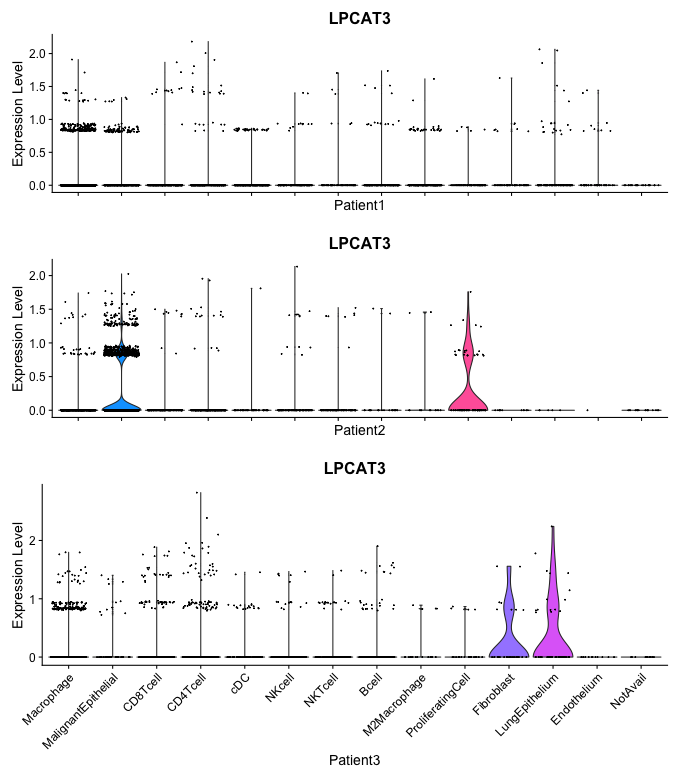 LPCAT3
Expression Level
2.0
1.5
1.0
0.5
0.0
Patient1
LPCAT3
Expression Level
2.0
1.5
1.0
0.5
0.0
Patient2
LPCAT3
Expression Level
2
1
0
Macrophage
MalignantEpithelial
CD8Tcell
CD4Tcell
cDC
NKcell
NKTcell
Bcell
M2Macrophage
ProliferatingCell
Fibroblast
LungEpithelium
Endothelium
NotAvail
Patient3